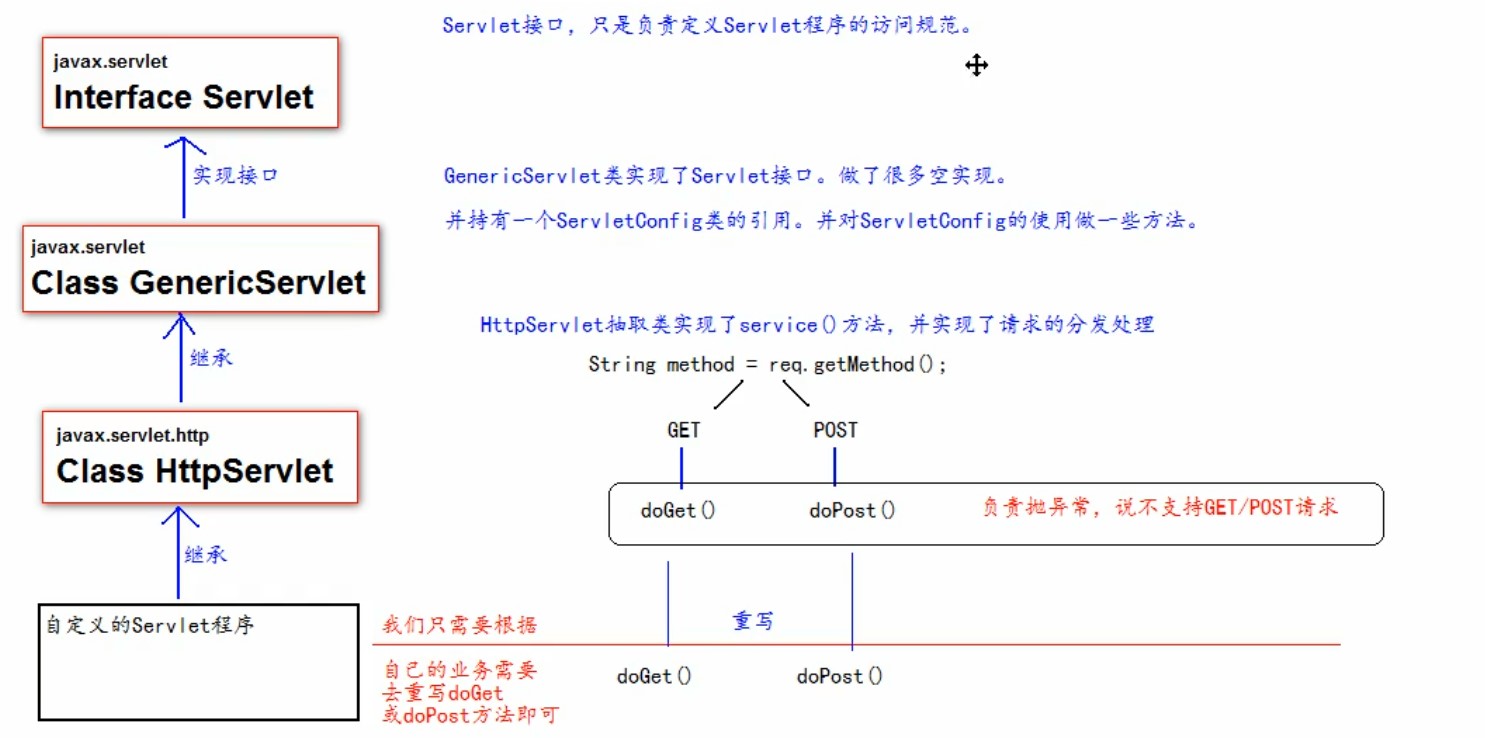 Servlet接口，只是负责定义Servlet程序的访问规范。
javax.servlet
Interface Servlet
实现接口
GenericServlet类实现了Servlet接口。做了很多空实现。
并持有一个ServletConfig类的引用。并对ServletConfig的使用做一些方法。
javax.servlet
Class GenericServlet
继承
HttpServlet抽取类实现了service()方法，并实现了请求的分发处理
String method = req.getMethod();
GET
POST
javax.servlet.http
Class HttpServlet
doGet()
doPost()
负责抛异常，说不支持GET/POST请求
继承
自定义的Servlet程序
我们只需要根据
重写
自己的业务需要
去重写doGet
或doPost方法即可
doGet()
doPost()